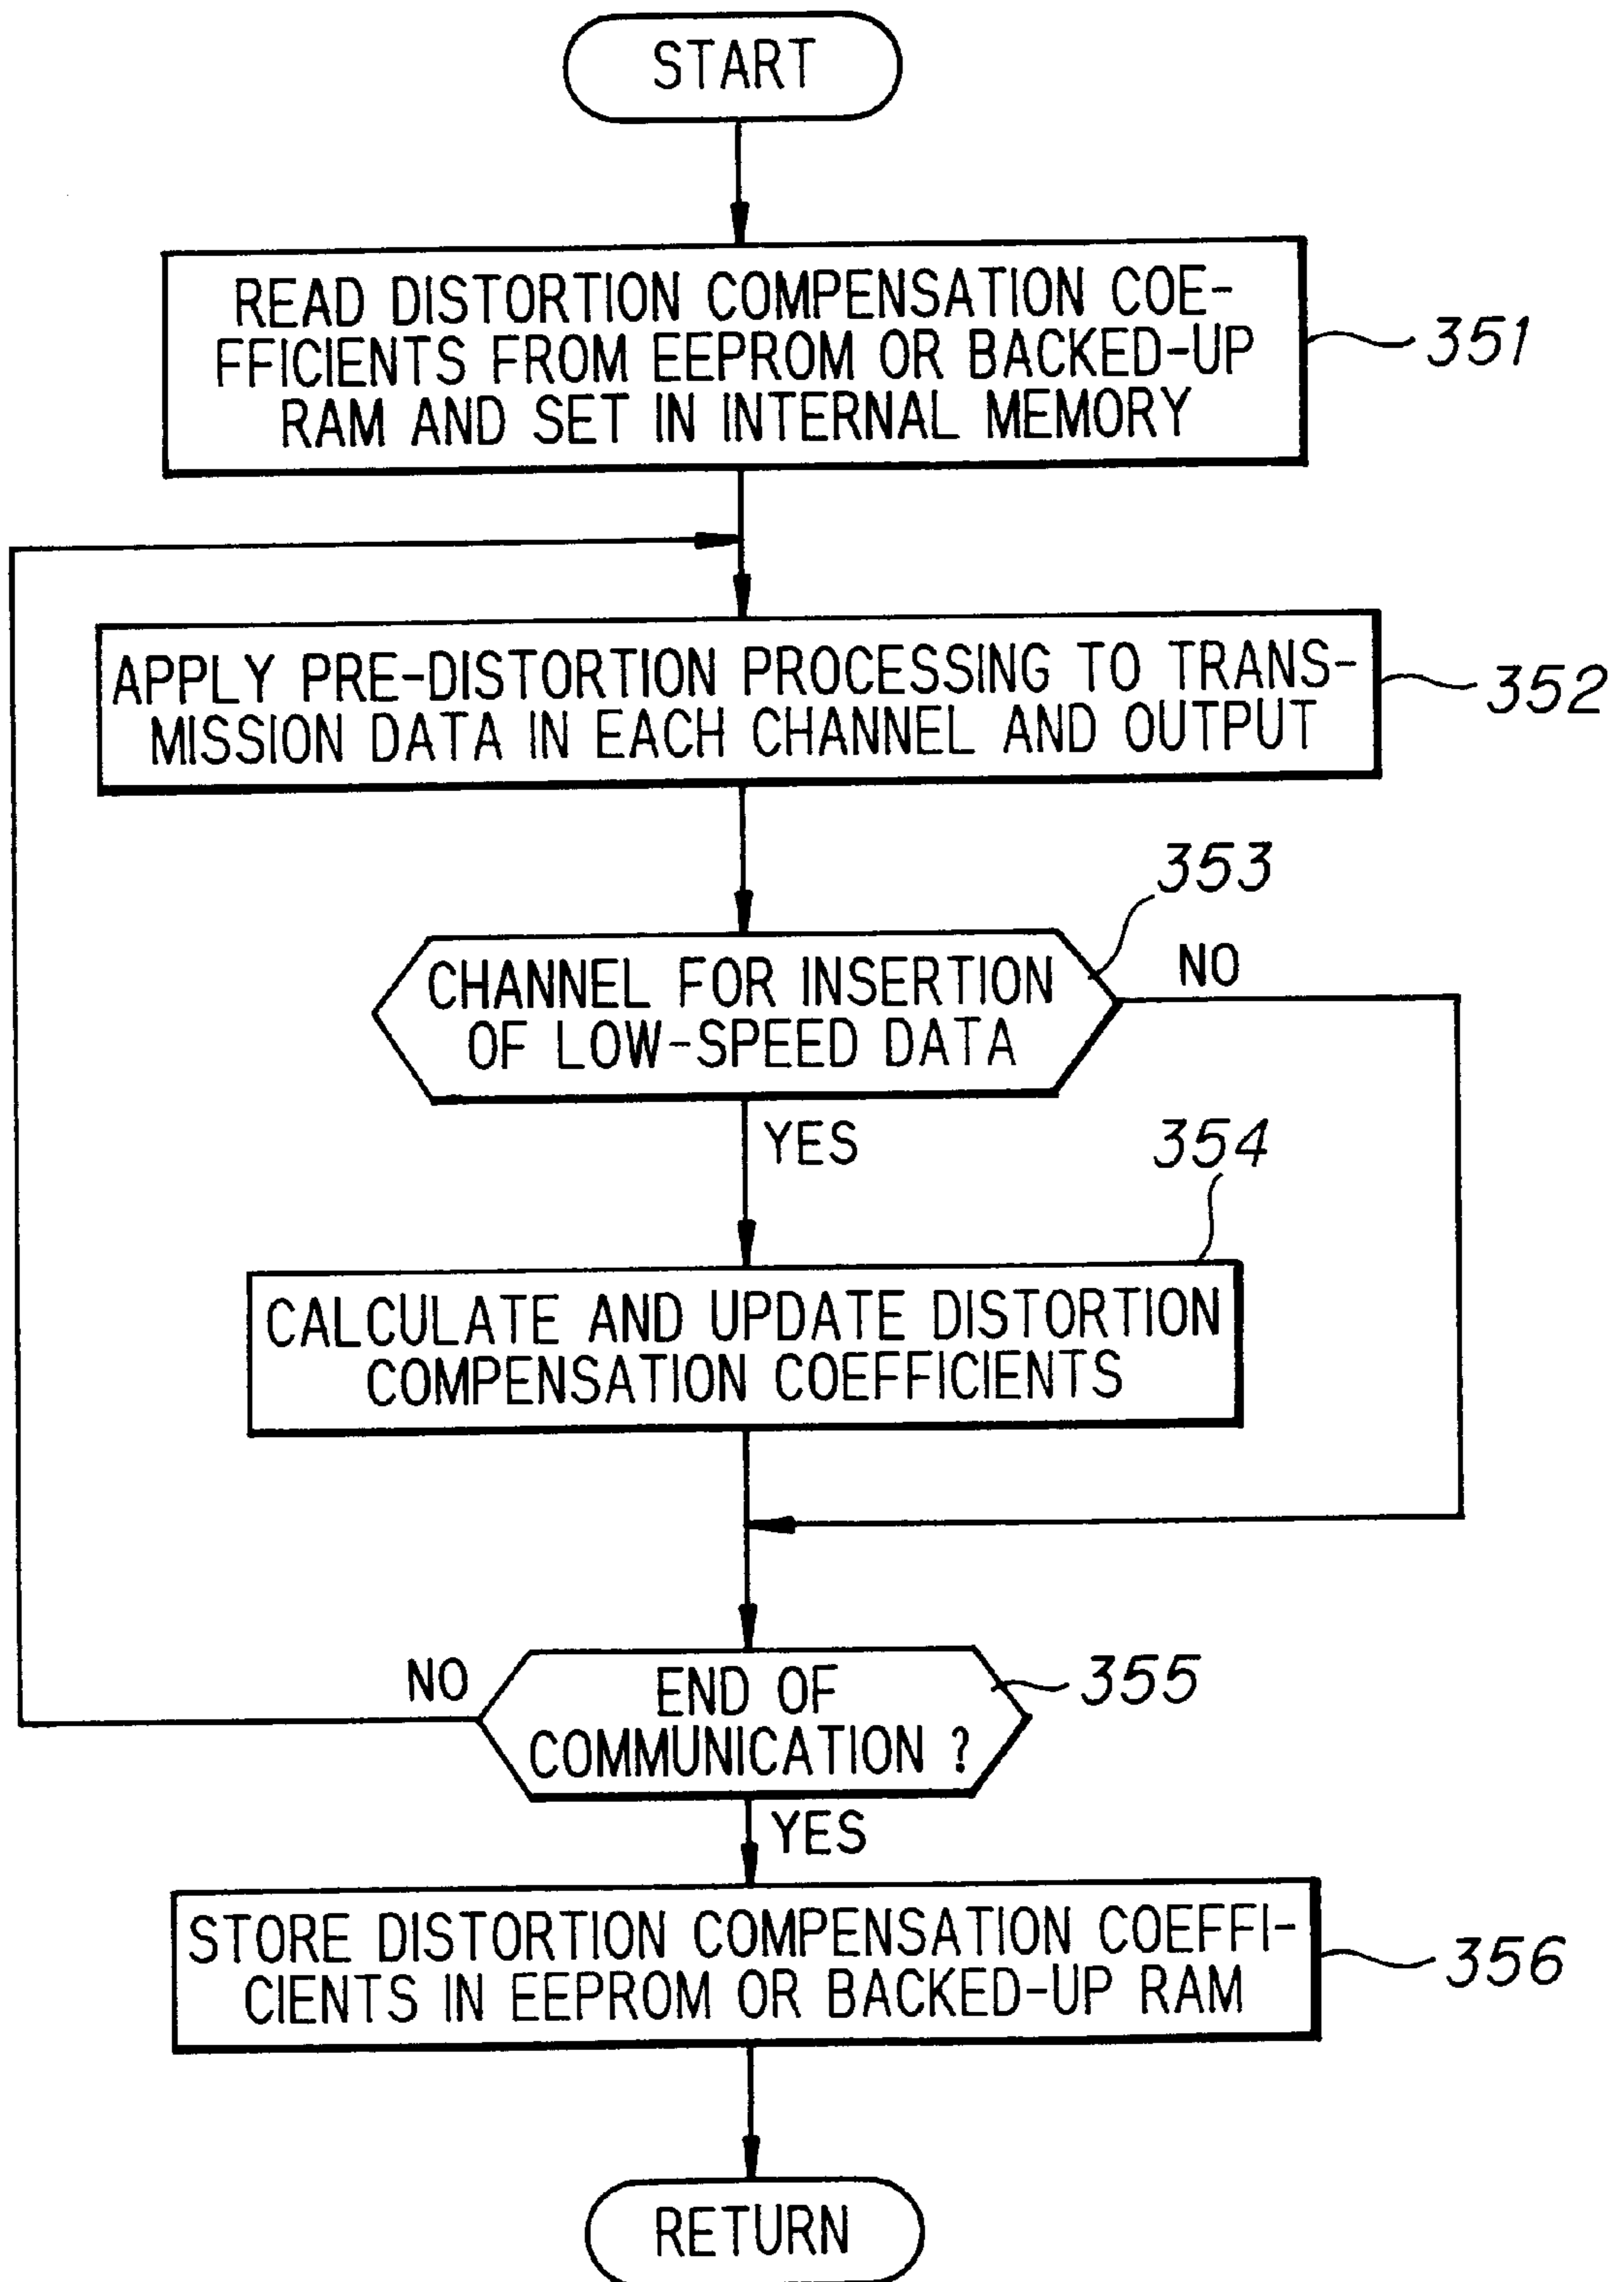 START
READ DISTORTION COMPENSATION COE-
FFICIENTS FROM EEPROM OR BACKED-UP
RAM AND SET IN INTERNAL MEMORY
351
APPLY PRE-DISTORTION PROCESSING TO TRANS-
MISSION DATA IN EACH CHANNEL AND OUTPUT
352
353
CHANNEL FOR INSERTION
OF LOW-SPEED DATA
NO
YES
354
CALCULATE AND UPDATE DISTORTION
COMPENSATION COEFFICIENTS
NO
END OF
COMMUNICATION ?
355
YES
STORE DISTORTION COMPENSATION COEFFI-
CIENTS IN EEPROM OR BACKED-UP RAM
356
RETURN